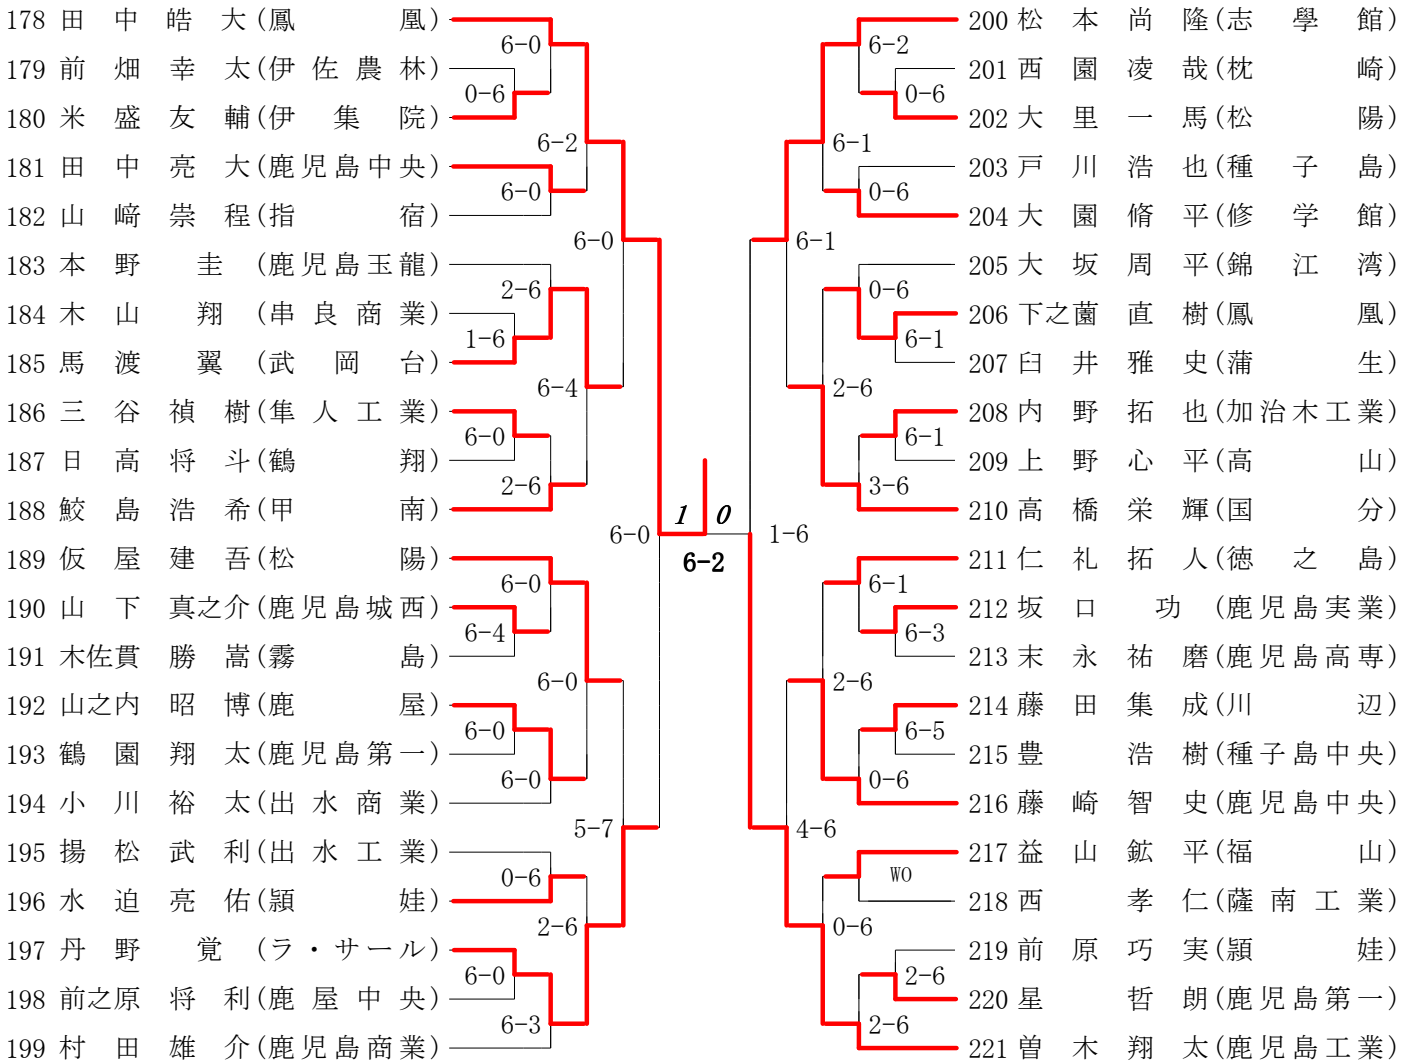 178 田中皓大(鳳凰)
6-0
179 前畑幸太(伊佐農林)
0-6
180 米盛友輔(伊集院)
6-2
181 田中亮大(鹿児島中央)
6-0
182 山﨑崇程(指宿)
6-0
183 本野圭(鹿児島玉龍)
2-6
184 木山翔(串良商業)
1-6
185 馬渡翼(武岡台)
6-4
186 三谷禎樹(隼人工業)
6-0
187 日高将斗(鶴翔)
2-6
188 鮫島浩希(甲南)
6-0
189 仮屋建吾(松陽)
6-0
190 山下真之介(鹿児島城西)
6-4
191 木佐貫勝嵩(霧島)
6-0
192 山之内昭博(鹿屋)
6-0
193 鶴園翔太(鹿児島第一)
6-0
194 小川裕太(出水商業)
5-7
195 揚松武利(出水工業)
0-6
196 水迫亮佑(頴娃)
2-6
197 丹野覚(ラ・サール)
6-0
198 前之原将利(鹿屋中央)
6-3
199 村田雄介(鹿児島商業)
1 0
6-2
200 松本尚隆(志學館)
6-2
201 西園凌哉(枕崎)
0-6
202 大里一馬(松陽)
6-1
203 戸川浩也(種子島)
0-6
204 大園脩平(修学館)
6-1
205 大坂周平(錦江湾)
0-6
206 下之薗直樹(鳳凰)
6-1
207 臼井雅史(蒲生)
2-6
208 内野拓也(加治木工業)
6-1
209 上野心平(高山)
3-6
210 高橋栄輝(国分)
1-6
211 仁礼拓人(徳之島)
6-1
212 坂口功(鹿児島実業)
6-3
213 末永祐磨(鹿児島高専)
2-6
214 藤田集成(川辺)
6-5
215 豊浩樹(種子島中央)
0-6
216 藤崎智史(鹿児島中央)
4-6
217 益山鉱平(福山)
WO
218 西孝仁(薩南工業)
0-6
219 前原巧実(頴娃)
2-6
220 星哲朗(鹿児島第一)
2-6
221 曽木翔太(鹿児島工業)